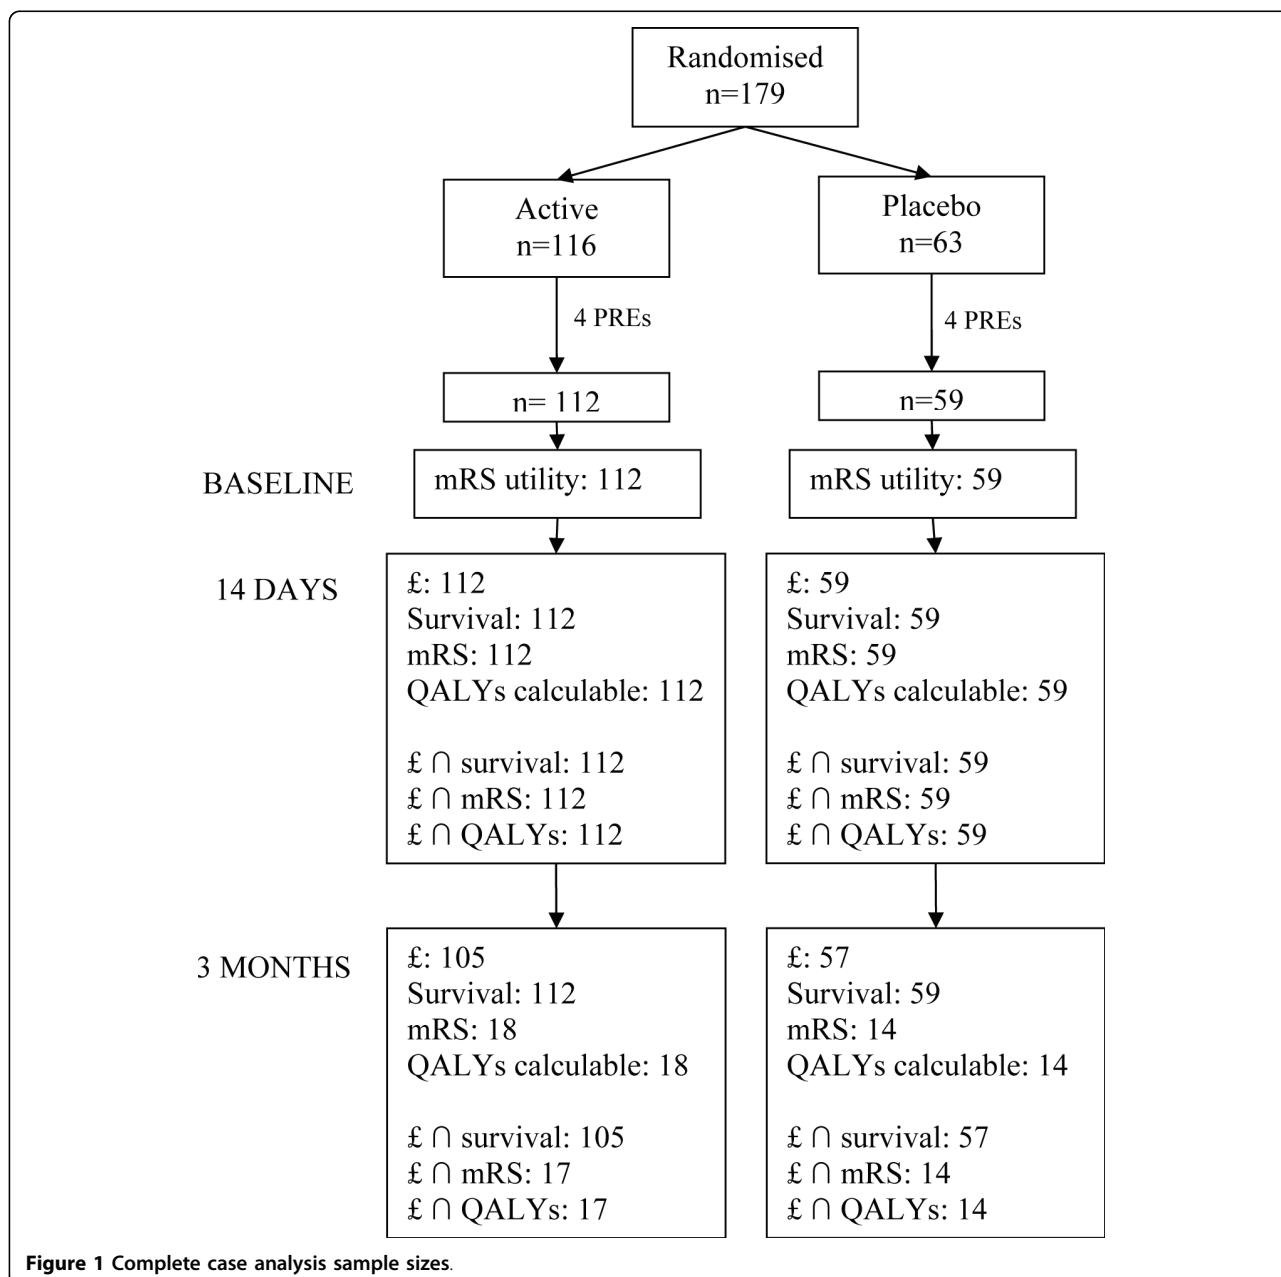 Randomised
n=179
Active
n=116
Placebo
n=63
4 PREs
4 PREs
n= 112
n=59
BASELINE
mRS utility: 112
mRS utility: 59
14 DAYS
£: 112
Survival: 112
mRS: 112
QALYs calculable: 112
£ ∩ survival: 112
£ ∩ mRS: 112
£ ∩ QALYs: 112
£: 59
Survival: 59
mRS: 59
QALYs calculable: 59
£ ∩ survival: 59
£ ∩ mRS: 59
£ ∩ QALYs: 59
3 MONTHS
£: 105
Survival: 112
mRS: 18
QALYs calculable: 18
£ ∩ survival: 105
£ ∩ mRS: 17
£ ∩ QALYs: 17
£: 57
Survival: 59
mRS: 14
QALYs calculable: 14
£ ∩ survival: 57
£ ∩ mRS: 14
£ ∩ QALYs: 14
Figure 1 Complete case analysis sample sizes.